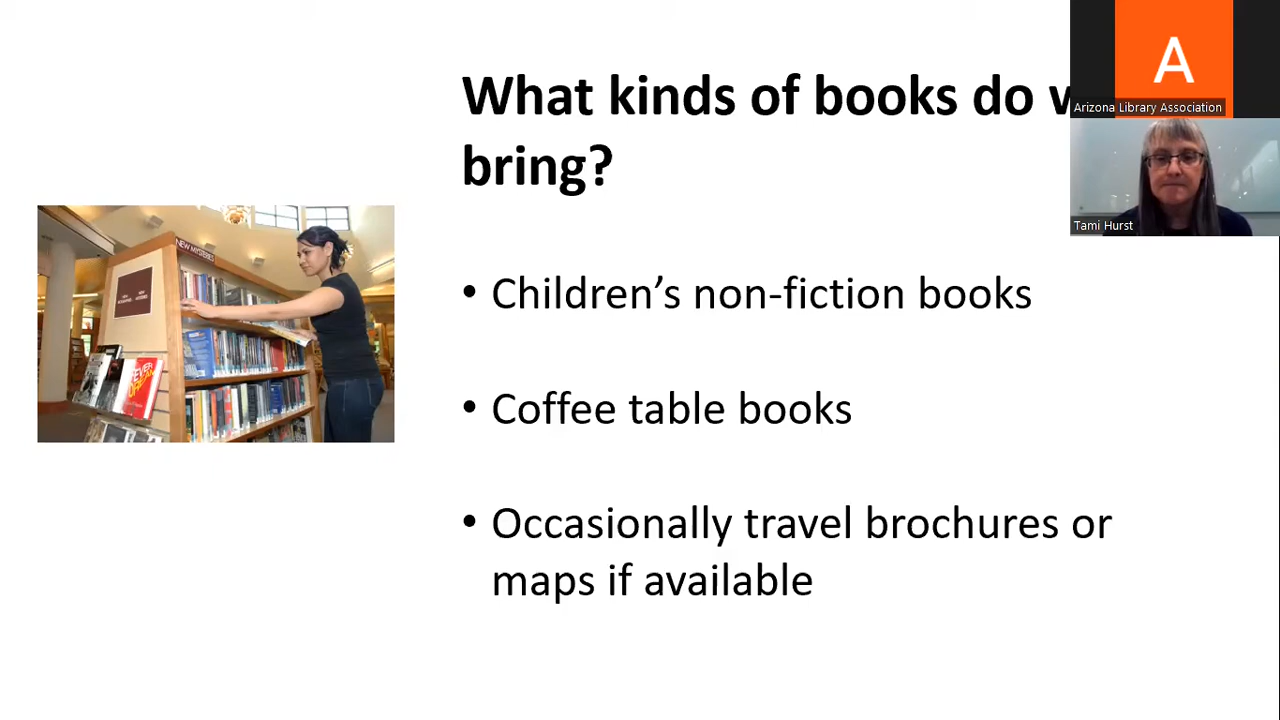 What kinds of books do
bring?
A
Arizona Library Association
Tami Hurst
NEW MYSTERIES
• Children’s non-fiction books
• Coffee table books
• Occasionally travel brochures or
maps if available